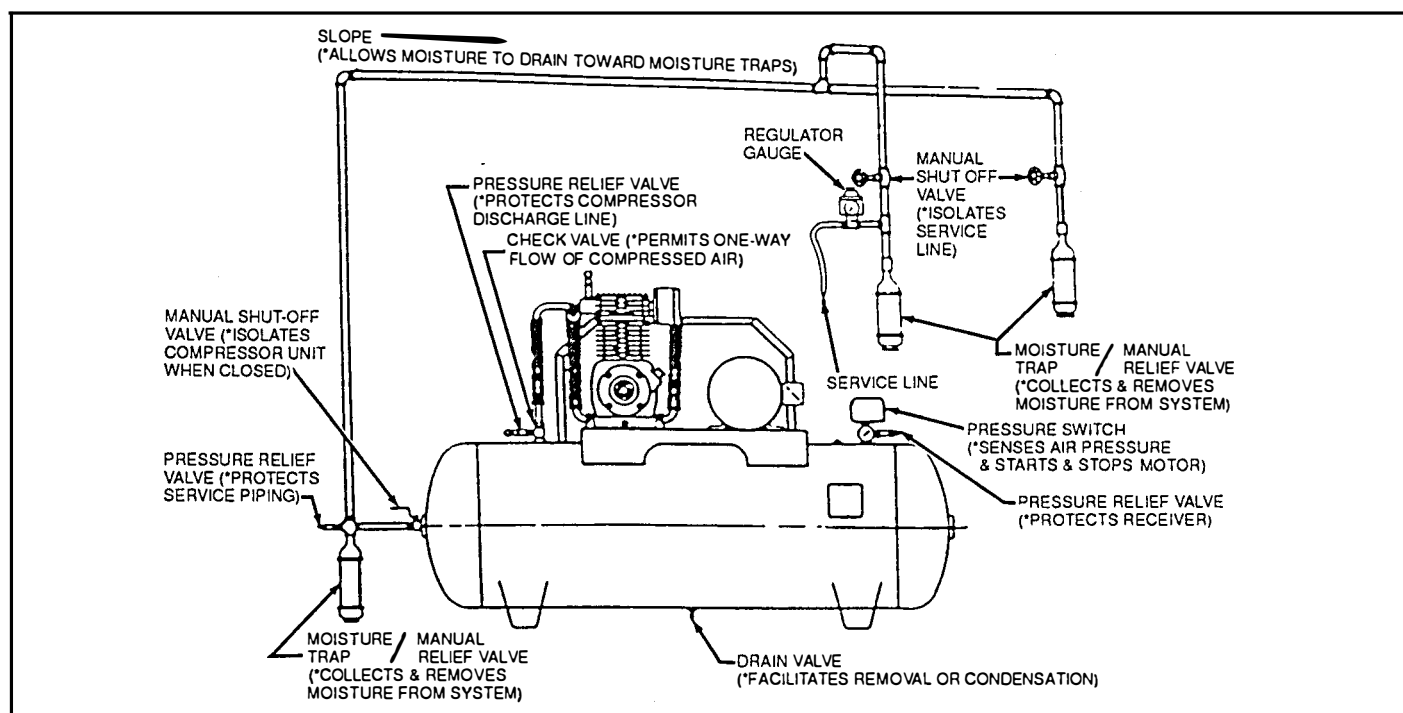 SLOPE
(*ALLOWS MOISTURE TO DRAIN TOWARD MOISTURE TRAPS)
REGULATOR
GAUGE
MANUAL
SHUT OFF
VALVE
(*ISOLATES
SERVICE
LINE)
PRESSURE RELIEF VALVE
(*PROTECTS COMPRESSOR
DISCHARGE LINE)
CHECK VALVE (*PERMITS ONE-WAY
FLOW OF COMPRESSED AIR)
MANUAL SHUT-OFF
VALVE (*ISOLATES
COMPRESSOR UNIT
WHEN CLOSED)
SERVICE LINE
MOISTURE / MANUAL
TRAP RELIEF VALVE
(*COLLECTS & REMOVES
MOISTURE FROM SYSTEM)
PRESSURE SWITCH
(*SENSES AIR PRESSURE
& STARTS & STOPS MOTOR)
PRESSURE RELIEF
VALVE (*PROTECTS
SERVICE PIPING)
PRESSURE RELIEF VALVE
(*PROTECTS RECEIVER)
MOISTURE / MANUAL
TRAP RELIEF VALVE
(*COLLECTS & REMOVES
MOISTURE FROM SYSTEM)
DRAIN VALVE
(*FACILITATES REMOVAL OR CONDENSATION)